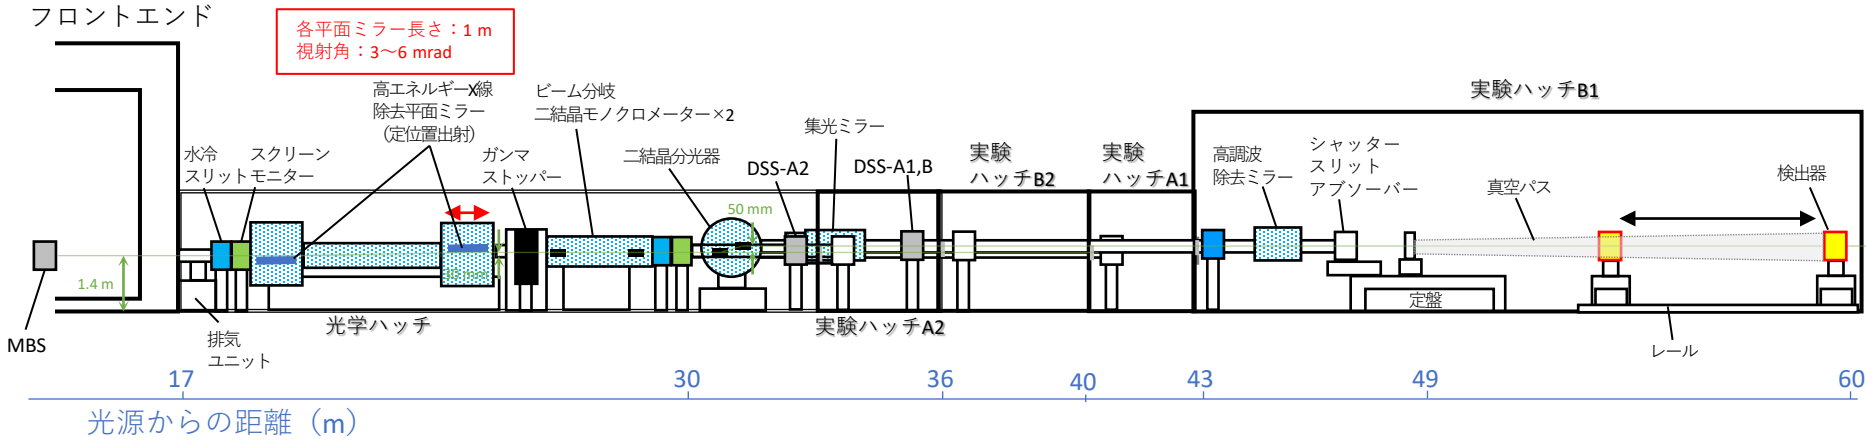 フロントエンド
各平面ミラー長さ：1 m
視射角：3～6 mrad
高エネルギーX線
除去平面ミラー
（定位置出射）
ビーム分岐
二結晶モノクロメーター×2
水冷
スリット
スクリーン
モニター
ガンマ
ストッパー
二結晶分光器
集光ミラー
DSS-A2
DSS-A1,B
実験
ハッチB2
実験
ハッチA1
実験ハッチB1
高調波
除去ミラー
シャッター
スリット
アブソーバー
真空パス
検出器
50 mm
30 mm
1.4 m
MBS
排気
ユニット
光学ハッチ
実験ハッチA2
定盤
レール
17
30
36
40
43
49
60
光源からの距離（m）